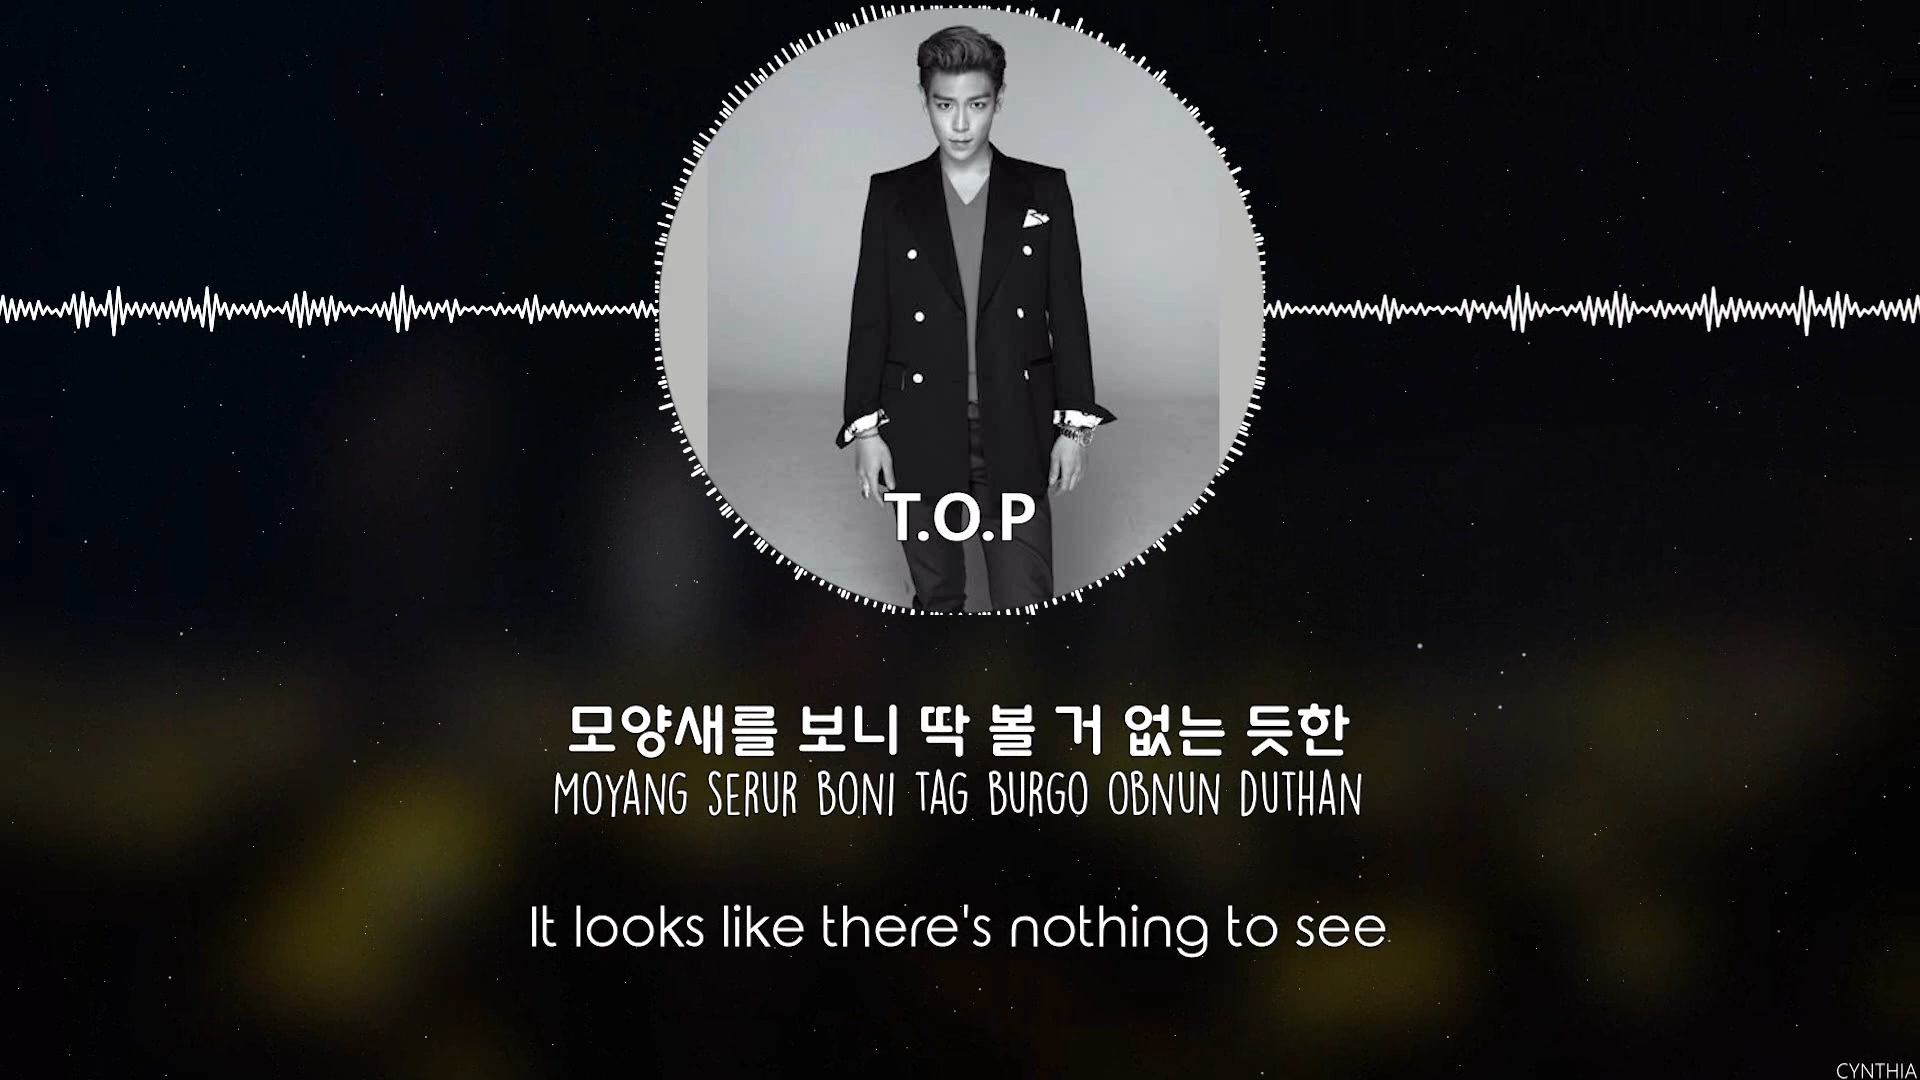 T.O.P
모양새를 보니 딱 볼 거 없는 듯한
MOYANG SERUR BONI TAG BURGO OBNUN DUTHAN
It looks like there's nothing to see
CYNTHIA